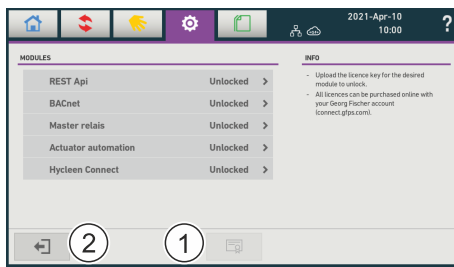 2021-Apr-10
10:00
?
MODULES
REST Api Unlocked >
BACnet Unlocked >
Master relais Unlocked >
Actuator automation Unlocked >
Hycleen Connect Unlocked >
INFO
- Upload the licence key for the desired
module to unlock.
- All licences can be purchased online with
your Georg Fischer account
(connect.gfps.com).
2
1